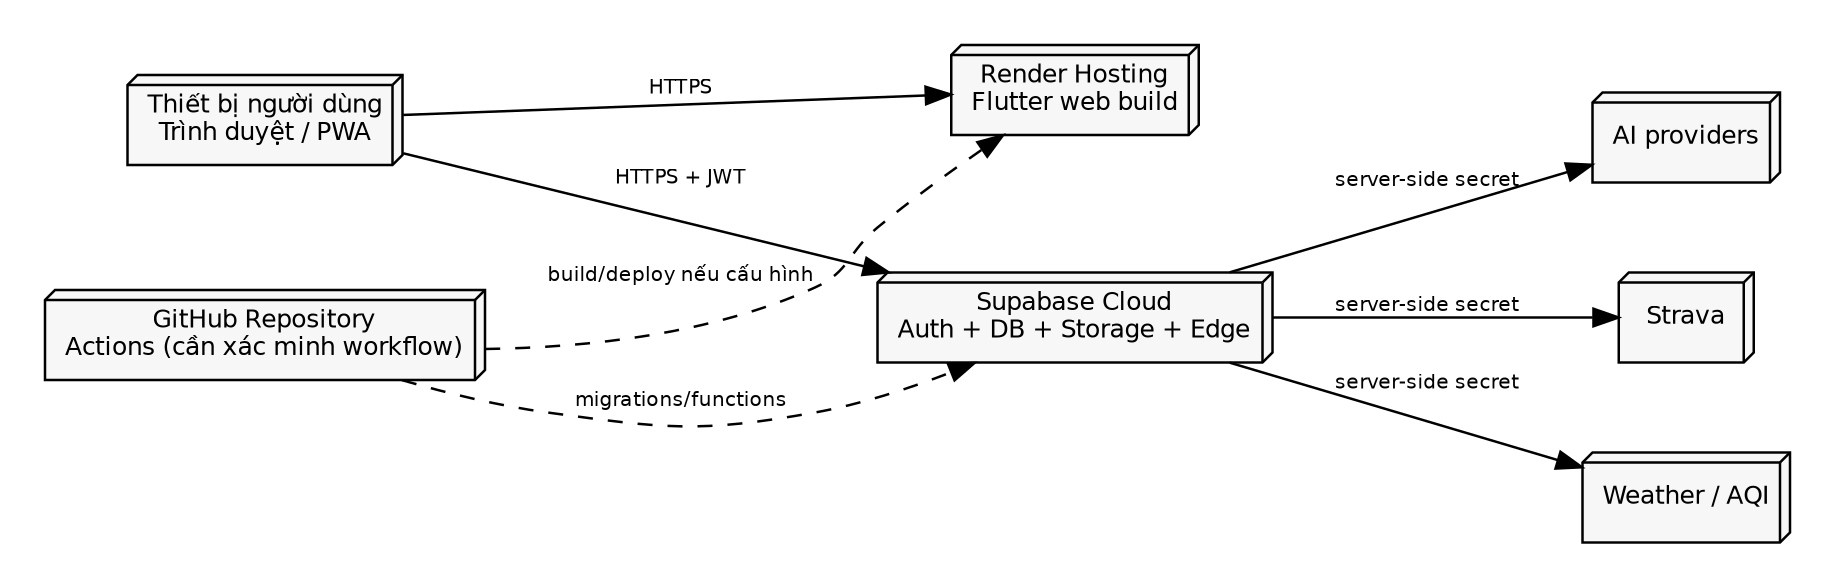 Thiết bị người dùng
Trình duyệt / PWA
HTTPS
Render Hosting
Flutter web build
HTTPS + JWT
AI providers
server-side secret
build/deploy nếu cấu hình
GitHub Repository
Actions (cần xác minh workflow)
migrations/functions
Supabase Cloud
Auth + DB + Storage + Edge
server-side secret
Strava
server-side secret
Weather / AQI